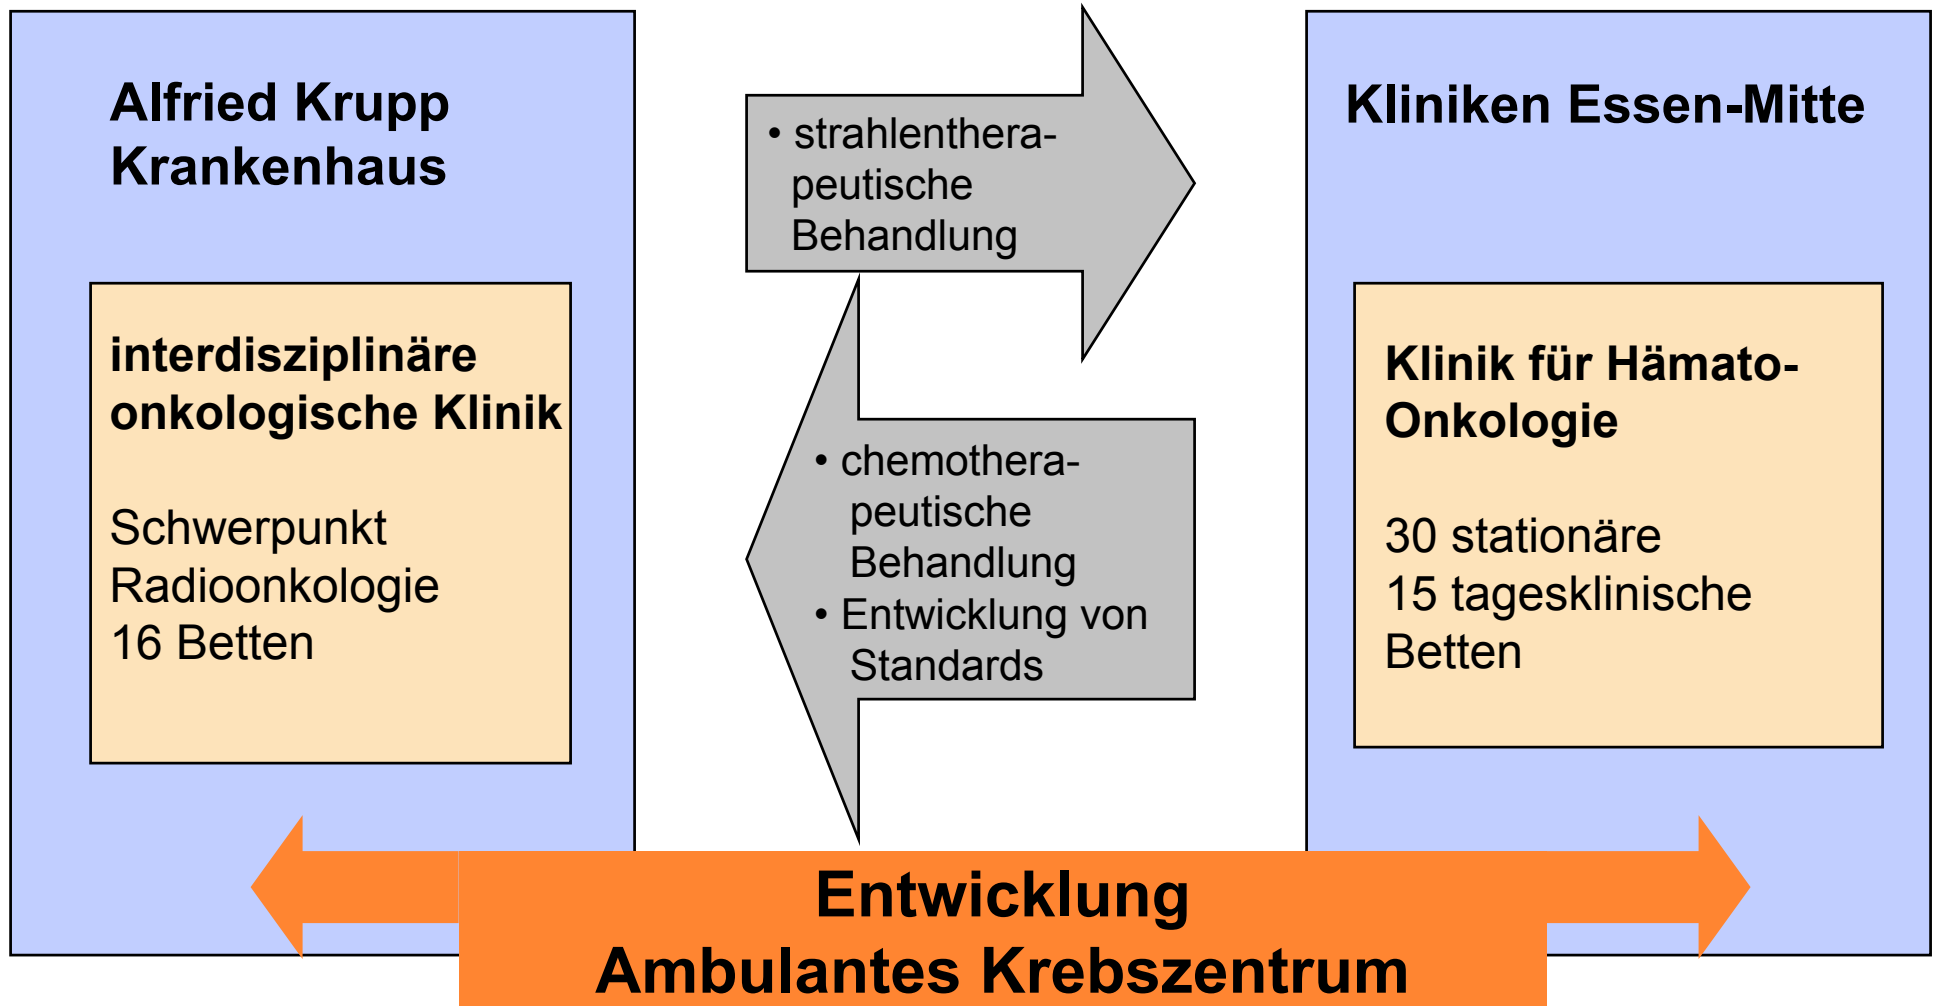 Alfried Krupp
Krankenhaus
interdisziplinäre
onkologische Klinik
Schwerpunkt
Radioonkologie
16 Betten
• strahlenthera-
peutische
Behandlung
• chemothera-
peutische
Behandlung
• Entwicklung von
Standards
Kliniken Essen-Mitte
Klinik für Hämato-
Onkologie
30 stationäre
15 tagesklinische
Betten
Entwicklung
Ambulantes Krebszentrum